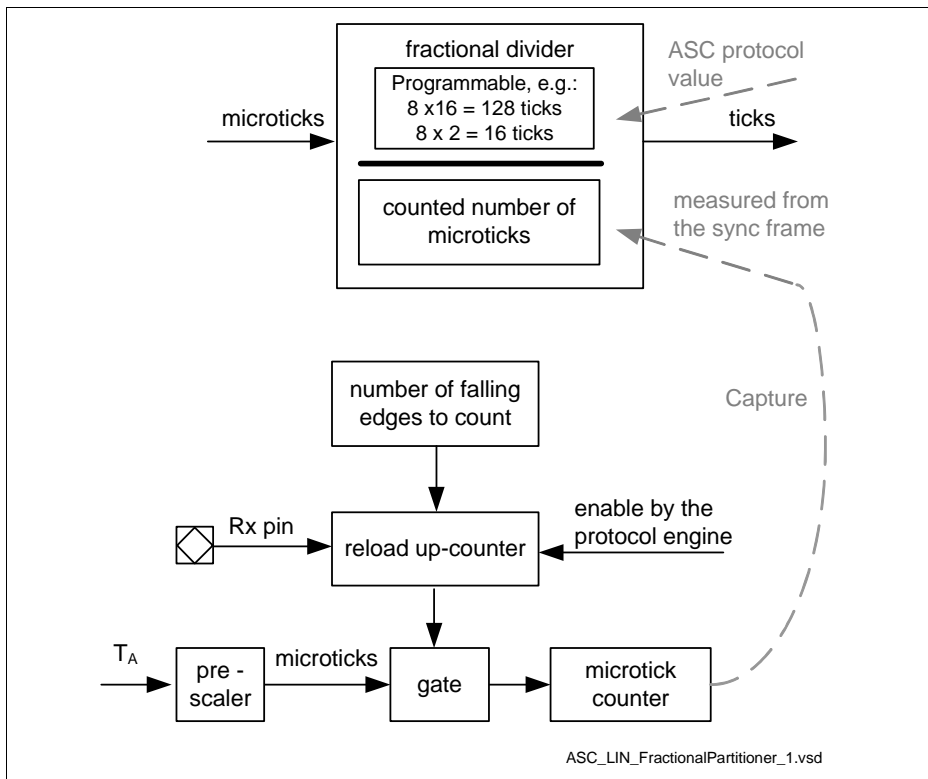 fractional divider
Programmable, e.g.:
8 x16 = 128 ticks
8 x 2 = 16 ticks
ASC protocol
value
microticks
ticks
counted number of
microticks
measured from
the sync frame
number of falling
edges to count
Capture
Rx pin
reload up-counter
enable by the
protocol engine
TA
pre -
scaler
microticks
gate
microtick
counter
ASC_LIN_FractionalPartitioner_1.vsd